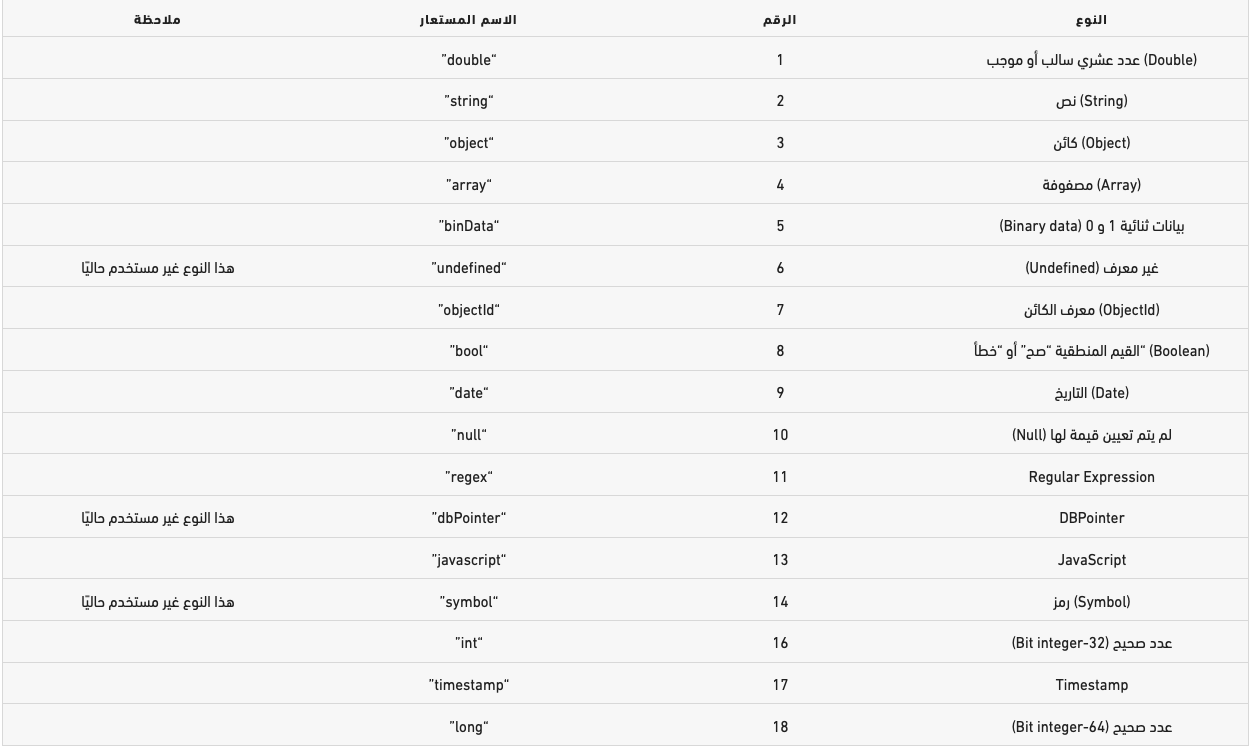 النوع الرقم الاسم المستعار ملاحظة
(Double) عدد عشري سالب أو موجب 1 “double”
(String) نص 2 “string”
(Object) كائن 3 “object”
(Array) مصفوفة 4 “array”
بيانات ثنائية 1 و 0 (Binary data) 5 “binData”
غير معرف (Undefined) 6 “undefined” هذا النوع غير مستخدم حاليًا
(ObjectId) معرف الكائن 7 “objectId”
(Boolean) “القيم المنطقية “صح” أو “خطأ 8 “bool”
(Date) التاريخ 9 “date”
لم يتم تعيين قيمة لها (Null) 10 “null”
Regular Expression 11 “regex”
DBPointer 12 “dbPointer” هذا النوع غير مستخدم حاليًا
JavaScript 13 “javascript”
(Symbol) رمز 14 “symbol” هذا النوع غير مستخدم حاليًا
عدد صحيح (32-Bit integer) 16 “int”
Timestamp 17 “timestamp”
عدد صحيح (64-Bit integer) 18 “long”